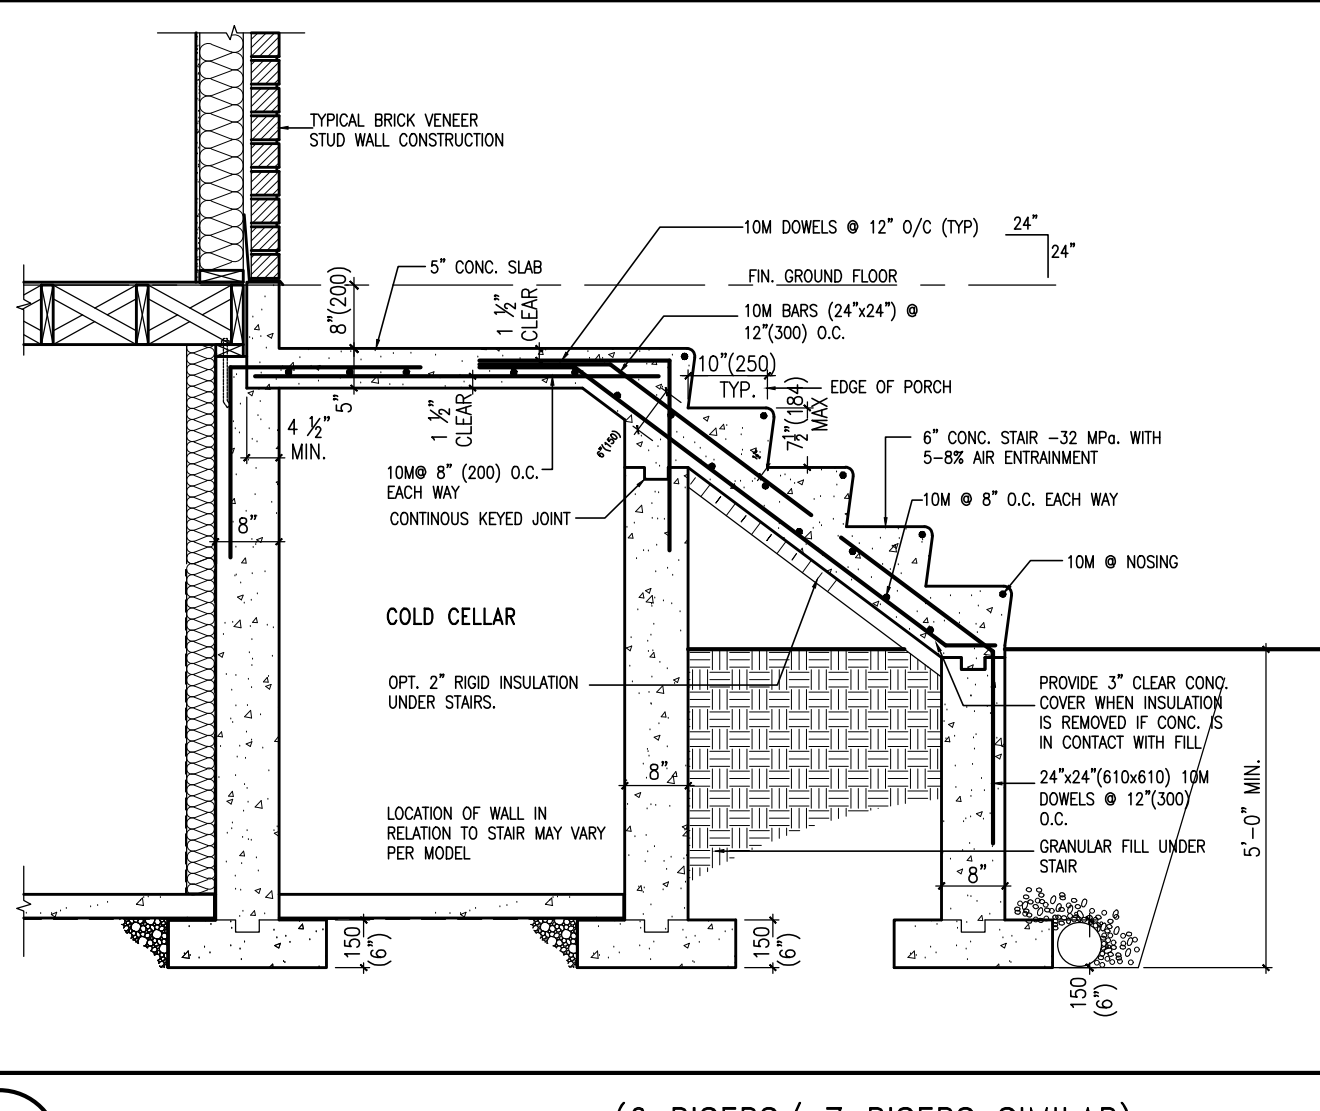 TYPICAL BRICK VENEER
STUD WALL CONSTRUCTION
10M DOWELS @ 12" O/C (TYP)
24"
24"
5" CONC. SLAB
FIN. GROUND FLOOR
8"(200)
1 ½"
CLEAR
10M BARS (24"x24") @
12"(300) O.C.
10"(250)
TYP.
EDGE OF PORCH
7½"(184)
MAX
5"
1 ½"
CLEAR
4 ½"
MIN.
6"(150)
6" CONC. STAIR -32 MPa. WITH
5-8% AIR ENTRAINMENT
10M@ 8" (200) O.C.
EACH WAY
CONTINOUS KEYED JOINT
10M @ 8" O.C. EACH WAY
8"
10M @ NOSING
COLD CELLAR
OPT. 2" RIGID INSULATION
UNDER STAIRS.
PROVIDE 3" CLEAR CONC.
COVER WHEN INSULATION
IS REMOVED IF CONC. IS
IN CONTACT WITH FILL
8"
24"x24"(610x610) 10M
DOWELS @ 12"(300)
O.C.
5'-0" MIN.
LOCATION OF WALL IN
RELATION TO STAIR MAY VARY
PER MODEL
GRANULAR FILL UNDER
STAIR
8"
150
(6")
150
(6")
150
(6")
RISERS / 7 RISERS SIMILAR)